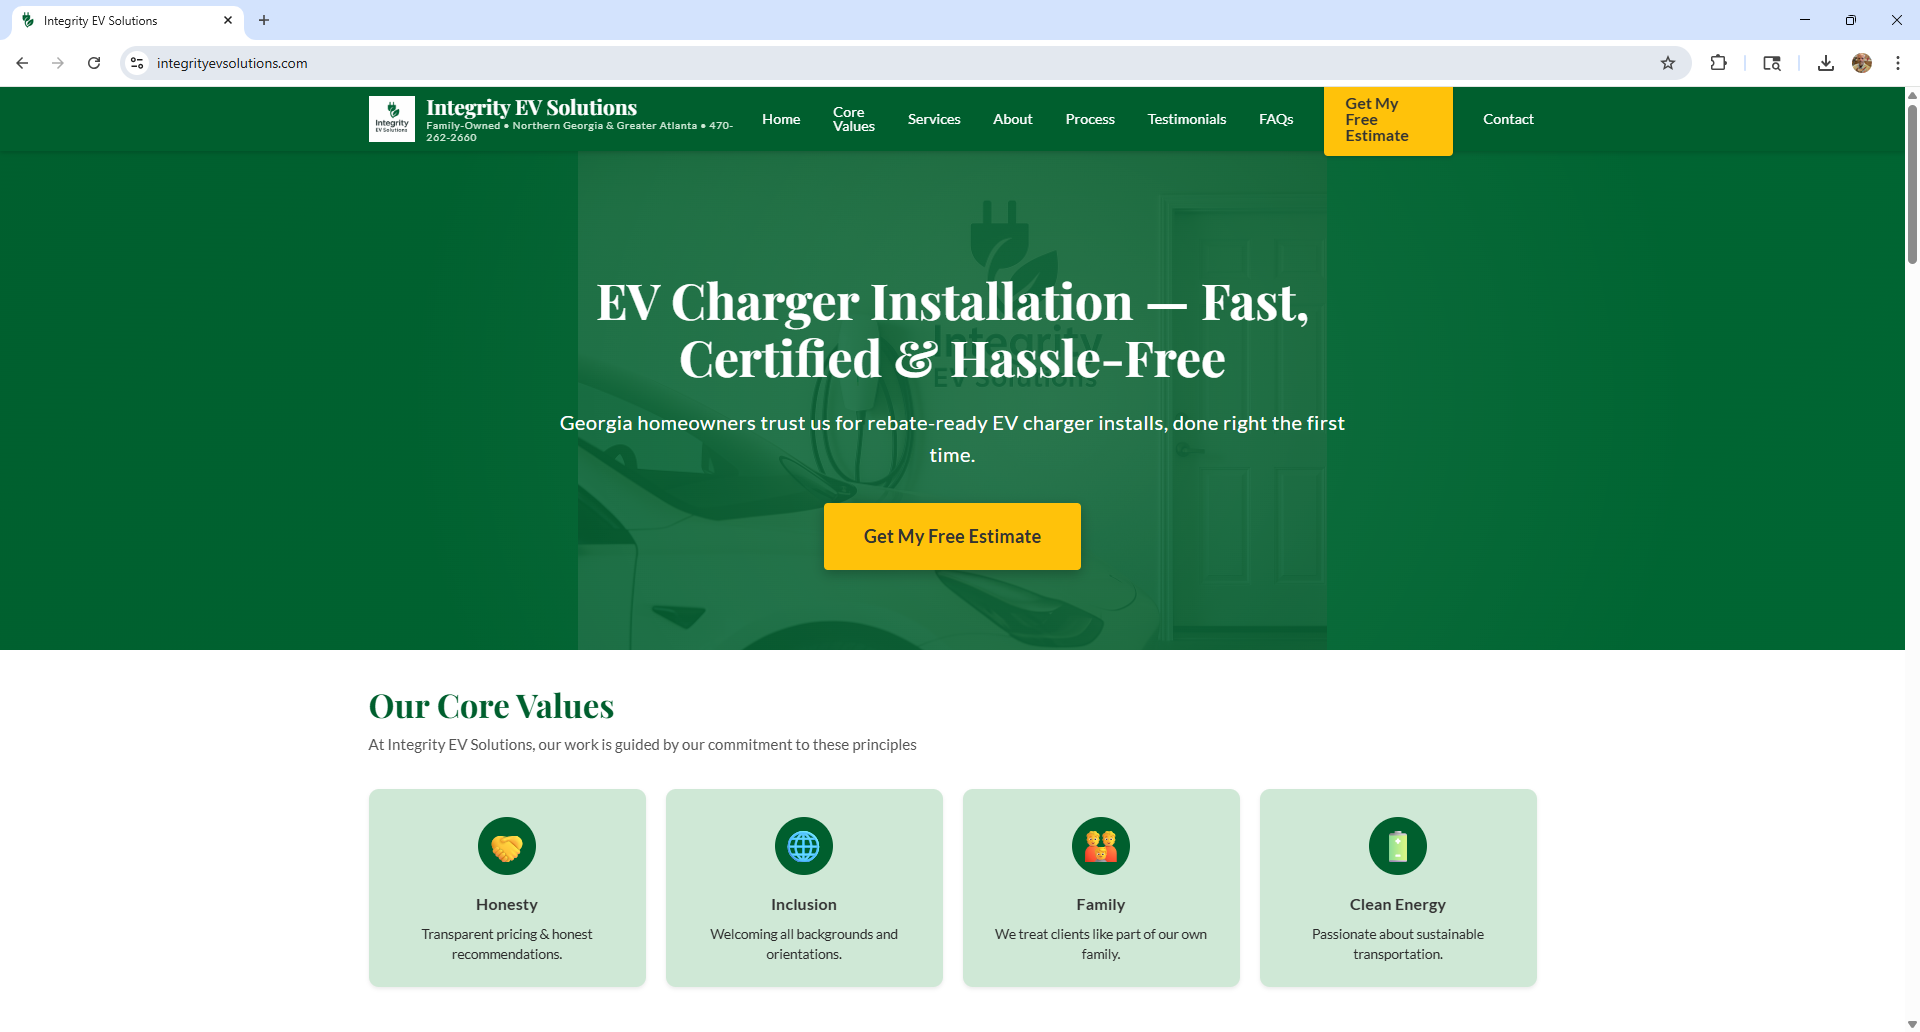 Integrity EV Solutions
integrityevsolutions.com
Integrity
EV Solutions
Integrity EV Solutions
Family-Owned • Northern Georgia & Greater Atlanta • 470-
262-2660
Home
Core
Values
Services
About
Process
Testimonials
FAQs
Get My
Free
Estimate
Contact
Integrity
EV Solutions
EV Charger Installation — Fast,
Certified & Hassle-Free
Georgia homeowners trust us for rebate-ready EV charger installs, done right the first
time.
Get My Free Estimate
Our Core Values
At Integrity EV Solutions, our work is guided by our commitment to these principles
Honesty
Transparent pricing & honest
recommendations.
Inclusion
Welcoming all backgrounds and
orientations.
Family
We treat clients like part of our own
family.
Clean Energy
Passionate about sustainable
transportation.